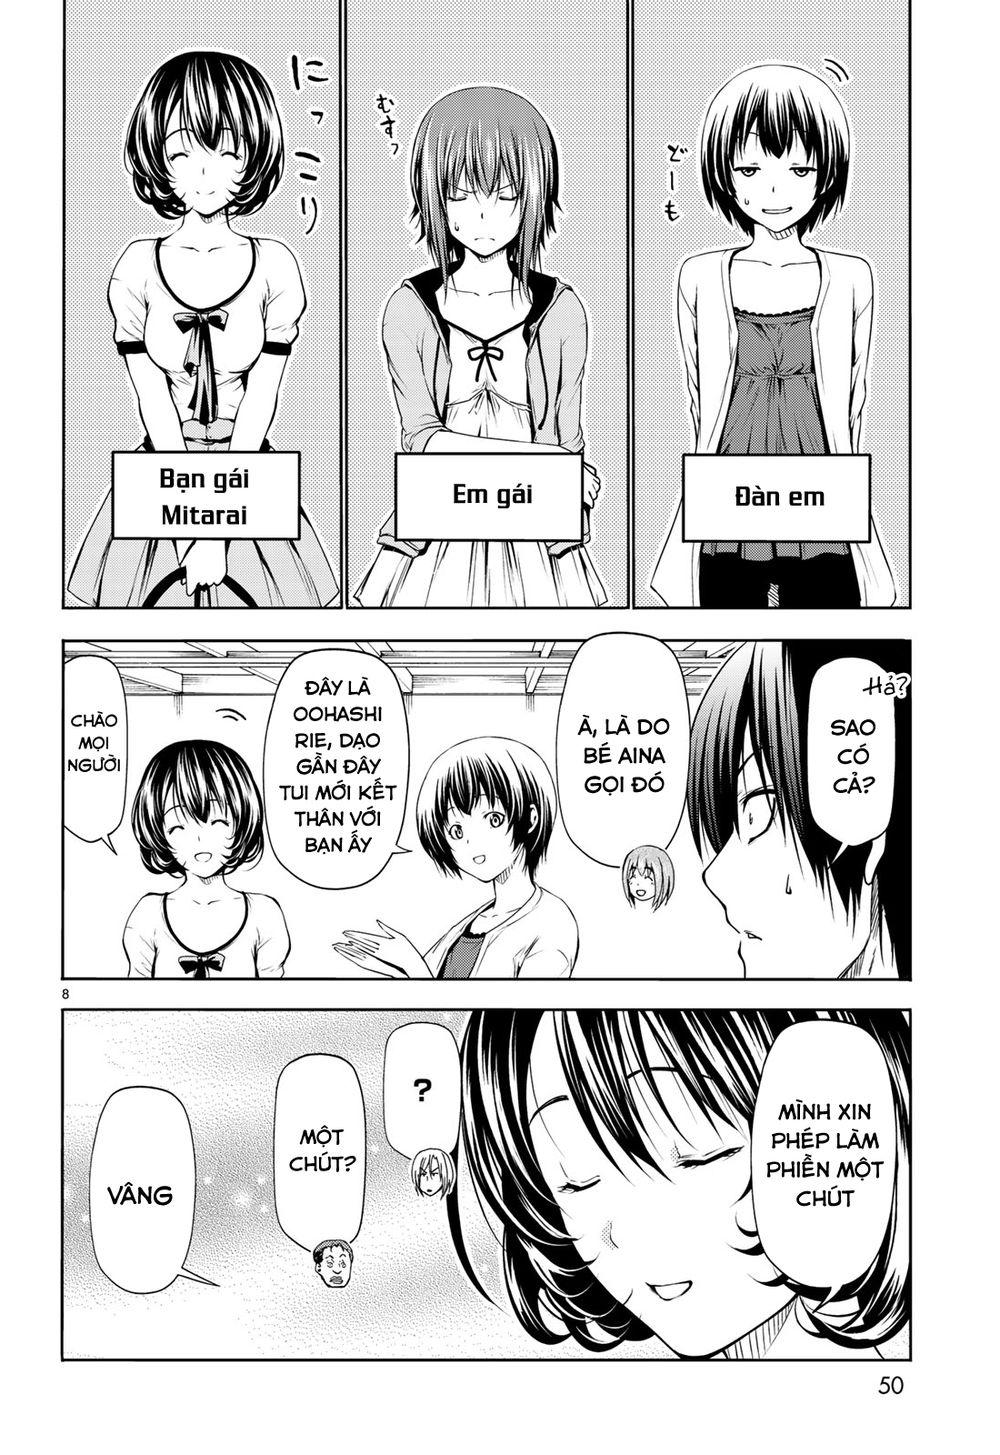 どーも
Đàn em
むすっ
Em gái
にっこり
Bạn gái
Mitarai
Hả?
SAO
CÓ
CẢ?
À, LÀ DO
BÉ AINA
GỌI ĐÓ
ĐÂY LÀ
OOHASHI
RIE, DẠO
GẦN ĐÂY
TUI MỚI KẾT
THÂN VỚI
BẠN ẤY
CHÀO
MỌI
NGƯỜI
8
MÌNH XIN
PHÉP LÀM
PHIỀN MỘT
CHÚT
?
MỘT
CHÚT?
VÂNG
50